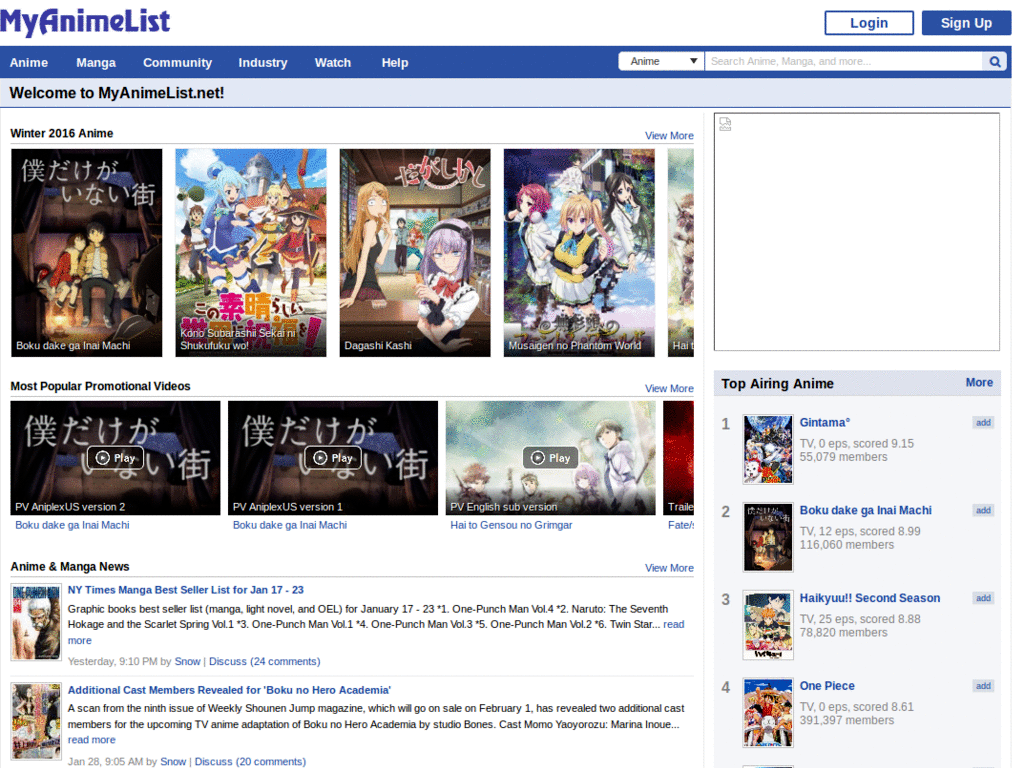 MyAnimeList
Login
Sign Up
Anime
Manga
Community
Industry
Watch
Help
Anime
Search Anime, Manga, and more...
Welcome to MyAnimeList.net!
Winter 2016 Anime
View More
僕だけが
いない街
Boku dake ga Inai Machi
この素晴らしい
世界に祝福を!
Kono Subarashii Sekai ni
Shukufuku wo!
だがしかし
Dagashi Kashi
Musaigen no Phantom World
Hai t
Most Popular Promotional Videos
View More
僕だけが
いない街
Play
PV AniplexUS version 2
Boku dake ga Inai Machi
僕だけが
いない街
Play
PV AniplexUS version 1
Boku dake ga Inai Machi
Play
PV English sub version
Hai to Gensou no Grimgar
Traile
Fate/s
Anime & Manga News
View More
NY Times Manga Best Seller List for Jan 17 - 23
Graphic books best seller list (manga, light novel, and OEL) for January 17 - 23 *1. One-Punch Man Vol.4 *2. Naruto: The Seventh
Hokage and the Scarlet Spring Vol.1 *3. One-Punch Man Vol.1 *4. One-Punch Man Vol.3 *5. One-Punch Man Vol.2 *6. Twin Star... read
more
Yesterday, 9:10 PM by Snow | Discuss (24 comments)
Additional Cast Members Revealed for 'Boku no Hero Academia'
A scan from the ninth issue of Weekly Shounen Jump magazine, which will go on sale on February 1, has revealed two additional cast
members for the upcoming TV anime adaptation of Boku no Hero Academia by studio Bones. Cast Momo Yaoyorozu: Marina Inoue...
read more
Jan 28, 9:05 AM by Snow | Discuss (20 comments)
Top Airing Anime
More
1
Gintama°
add
TV, 0 eps, scored 9.15
55,079 members
2
Boku dake ga Inai Machi
add
TV, 12 eps, scored 8.99
116,060 members
3
Haikyuu!! Second Season
add
TV, 25 eps, scored 8.88
78,820 members
4
One Piece
add
TV, 0 eps, scored 8.61
391,397 members